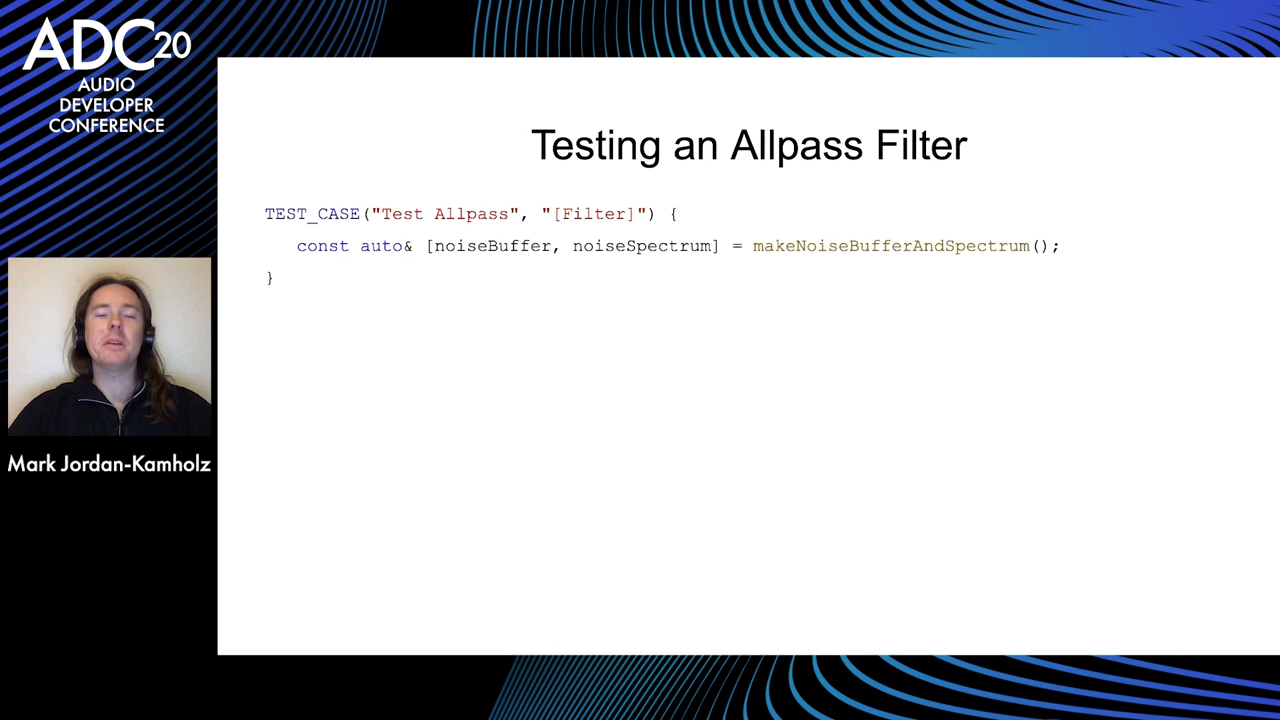 ADC20
AUDIO
DEVELOPER
CONFERENCE
Mark Jordan-Kamholz
Testing an Allpass Filter
TEST_CASE("Test Allpass", "[Filter]") {
const auto& [noiseBuffer, noiseSpectrum] = makeNoiseBufferAndSpectrum();
}